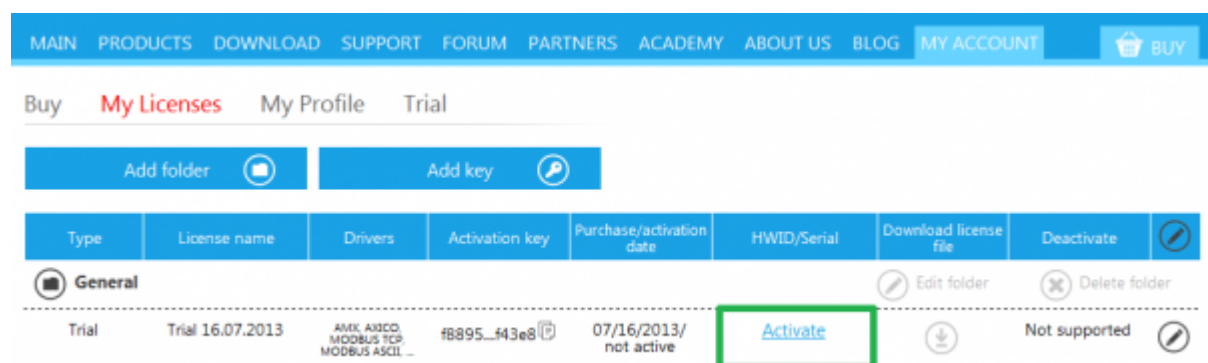 MAIN PRODUCTS DOWNLOAD SUPPORT FORUM PARTNERS ACADEMY ABOUT US BLOG MY ACCOUNT BUY
Buy My Licenses My Profile Trial
Add folder Add key
Type License name Drivers Activation key Purchase/activation date HWID/Serial Download license file Deactivate
General Edit folder Delete folder
Trial Trial 16.07.2013 AMX, AXICO, MODBUS TCP, MODBUS ASCII, ... f8895...f43e8 07/16/2013/ not active Activate Not supported